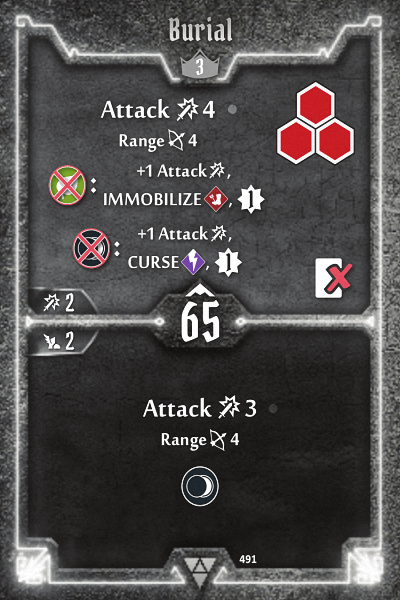 Burial
3
Attack 4
Range 4
: +1 Attack,
IMMOBILIZE , 1
: +1 Attack,
CURSE , 1
2
65
2
Attack 3
Range 4
491